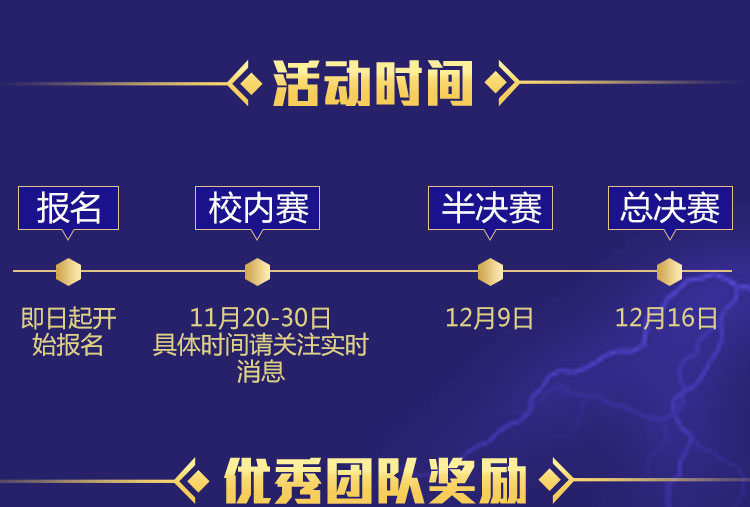 活动时间
报名
校内赛
半决赛
总决赛
即日起开
始报名
11月20-30日
具体时间请关注实时
消息
12月9日
12月16日
优秀团队奖励